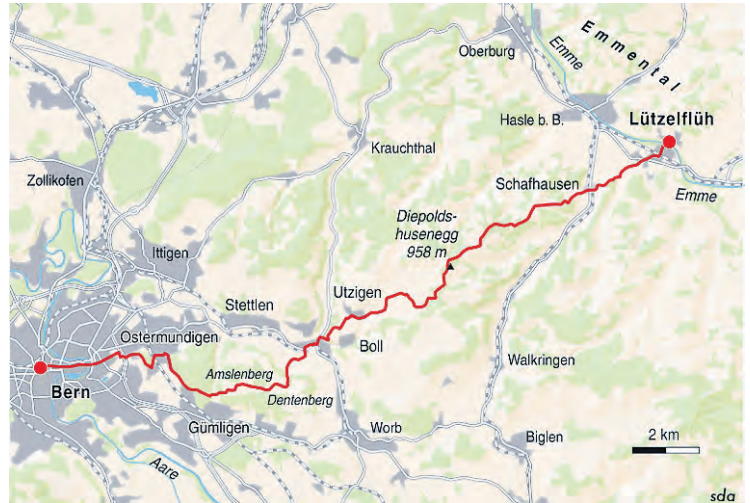 Emme
Emmental
Oberburg
Hasle b. B.
Lützelflüh
Krauchthal
Zollikofen
Schafhausen
Emme
Diepolds-
husenegg
958 m
Ittigen
Utzigen
Stettlen
Ostermundigen
Boll
Amslenberg
Walkringen
Bern
Dentenberg
Gümligen
Worb
Biglen
2 km
Aare
sda